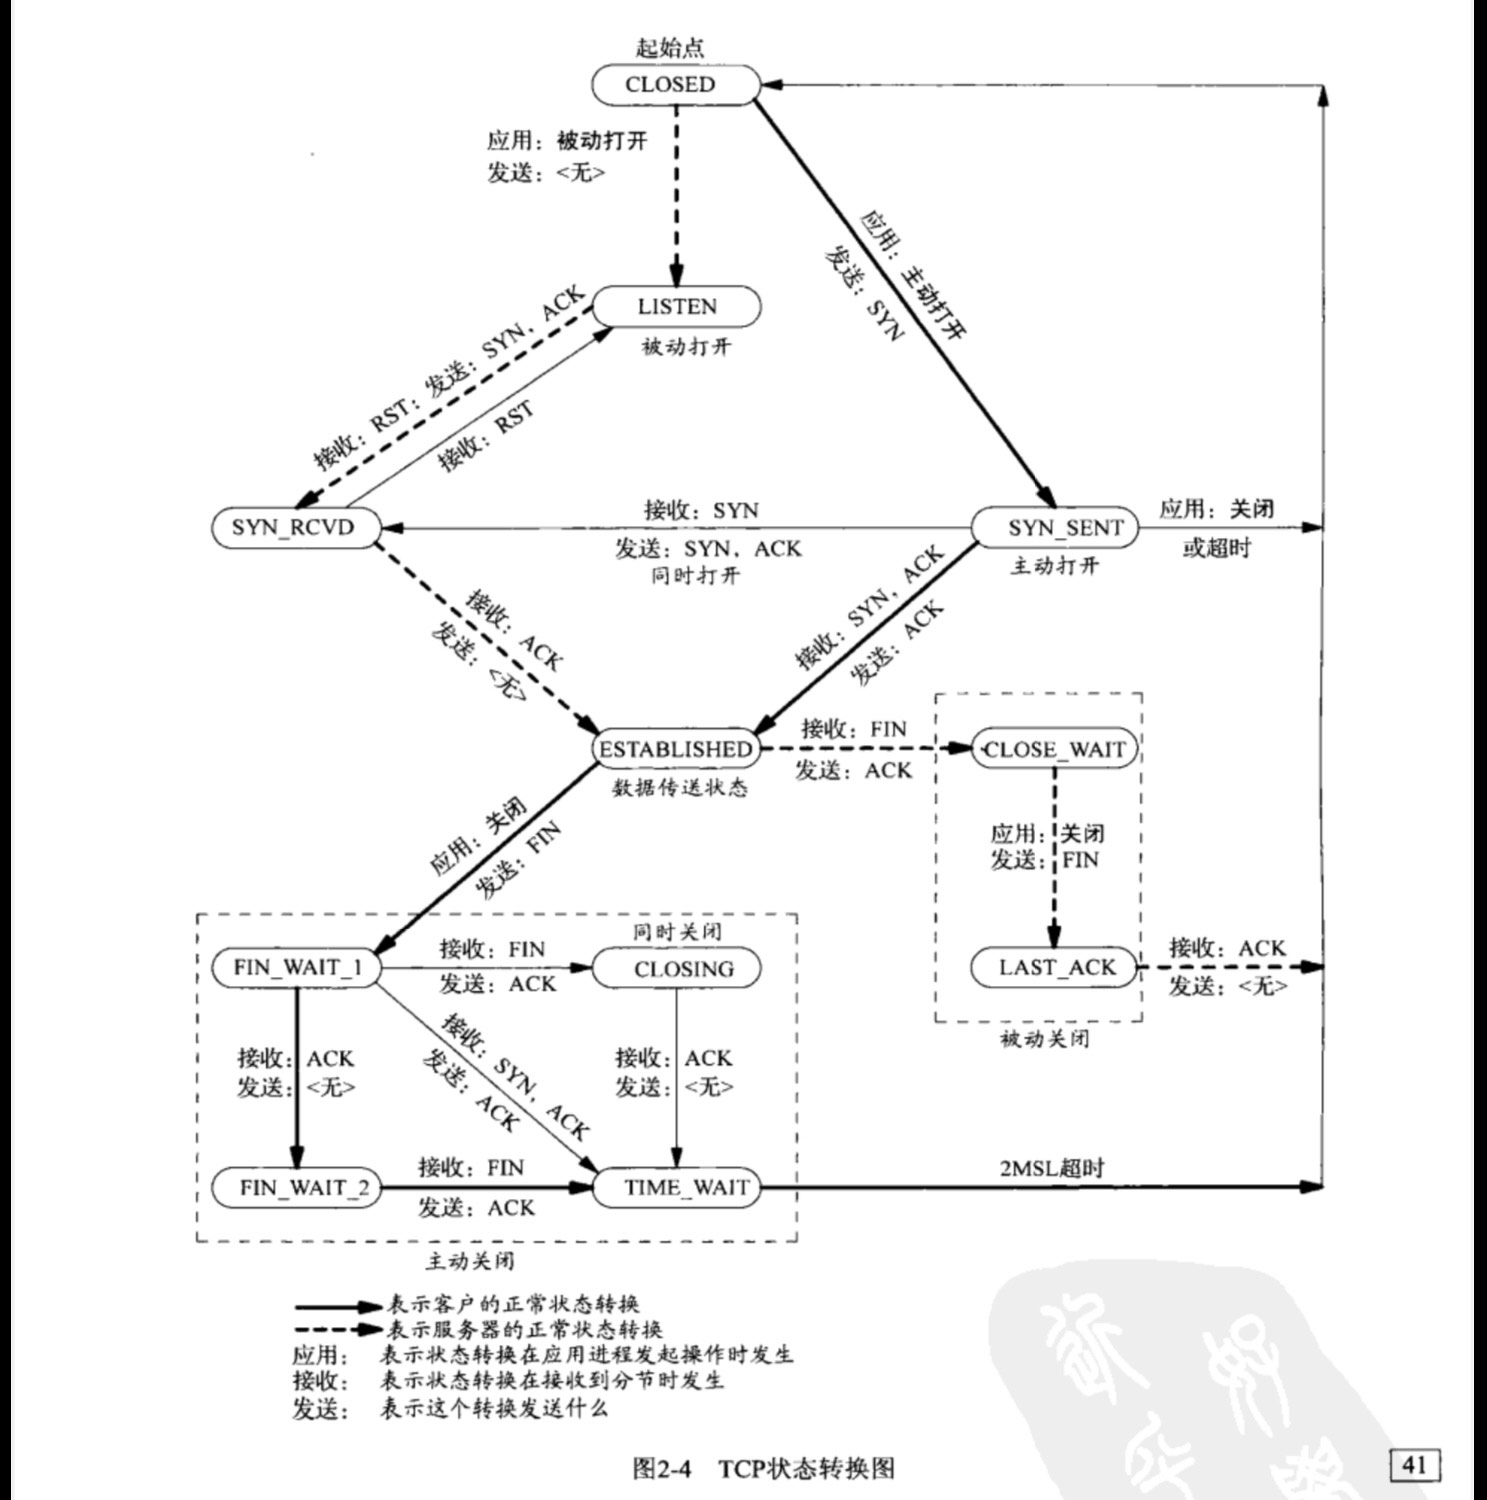 起始点
CLOSED
应用：被动打开
发送：<无>
应用：主动打开
发送：SYN
LISTEN
被动打开
接收：RST；发送：SYN，ACK
接收：RST
SYN_RCVD
接收：SYN
发送：SYN，ACK
同时打开
SYN_SENT
主动打开
应用：关闭
或超时
接收：ACK
发送：<无>
接收：SYN，ACK
发送：ACK
ESTABLISHED
数据传送状态
接收：FIN
发送：ACK
CLOSE_WAIT
应用：关闭
发送：FIN
应用：关闭
发送：FIN
LAST_ACK
接收：ACK
发送：<无>
被动关闭
同时关闭
FIN_WAIT_1
接收：FIN
发送：ACK
CLOSING
接收：ACK
发送：<无>
接收：SYN，ACK
发送：ACK
接收：ACK
发送：<无>
FIN_WAIT_2
接收：FIN
发送：ACK
TIME_WAIT
2MSL超时
主动关闭
表示客户的正常状态转换
表示服务器的正常状态转换
应用： 表示状态转换在应用进程发起操作时发生
接收： 表示状态转换在接收到分节时发生
发送： 表示这个转换发送什么
图2-4 TCP状态转换图
41